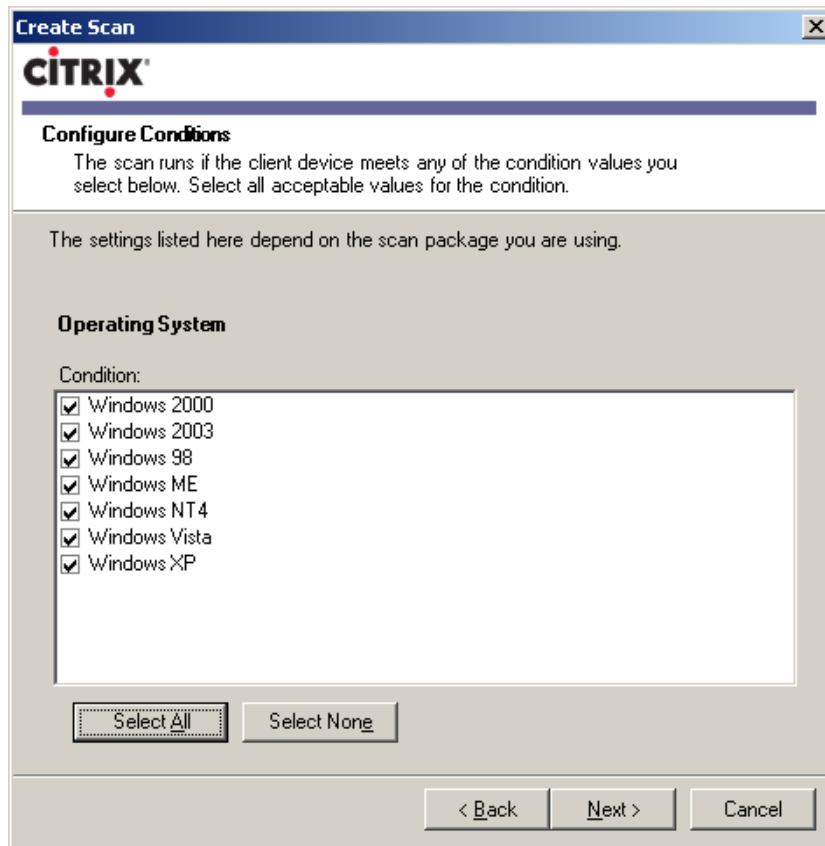 Create Scan
CITRIX
Configure Conditions
The scan runs if the client device meets any of the condition values you
select below. Select all acceptable values for the condition.
The settings listed here depend on the scan package you are using.
Operating System
Condition:
Windows 2000
Windows 2003
Windows 98
Windows ME
Windows NT4
Windows Vista
Windows XP
Select All
Select None
< Back
Next >
Cancel